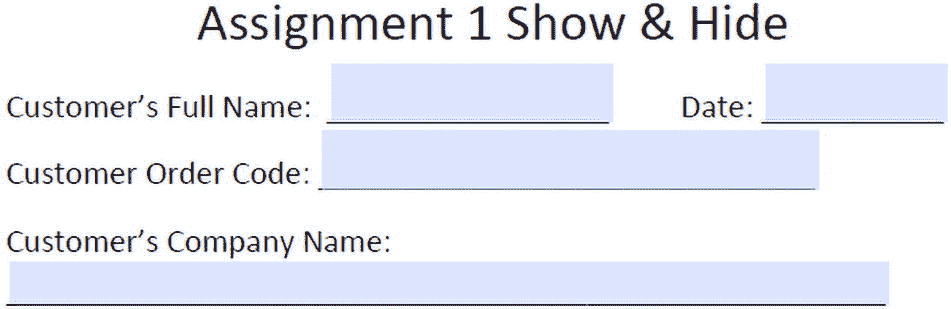 Assignment 1 Show & Hide
Customer’s Full Name: Date:
Customer Order Code:
Customer’s Company Name: